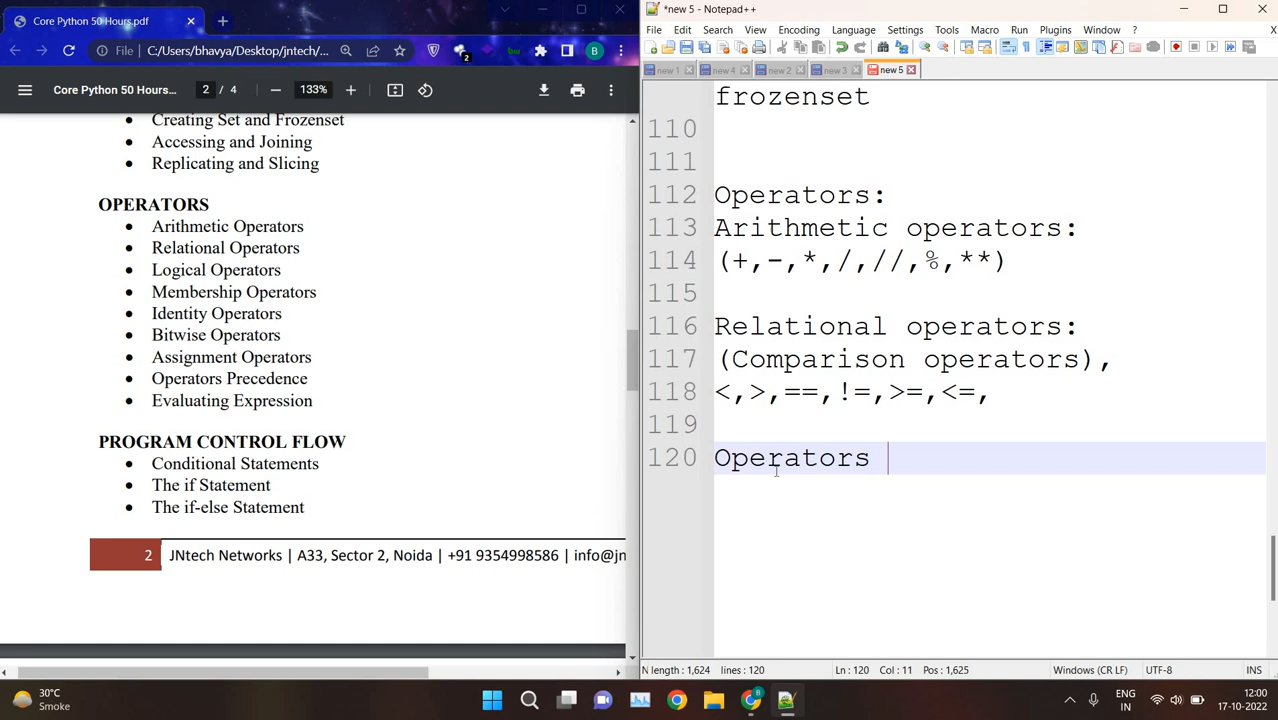 Core Python 50 Hours.pdf
File
C:/Users/bhavya/Desktop/jntech/...
B
Core Python 50 Hours...
2 / 4
133%
Creating Set and Frozenset
Accessing and Joining
Replicating and Slicing
OPERATORS
Arithmetic Operators
Relational Operators
Logical Operators
Membership Operators
Identity Operators
Bitwise Operators
Assignment Operators
Operators Precedence
Evaluating Expression
PROGRAM CONTROL FLOW
Conditional Statements
The if Statement
The if-else Statement
2 JNtech Networks | A33, Sector 2, Noida | +91 9354998586 | info@jn
*new 5 - Notepad++
File Edit Search View Encoding Language Settings Tools Macro Run Plugins Window ?
new 1 new 4 new 2 new 3 new 5
frozenset
110
111
112 Operators:
113 Arithmetic operators:
114 (+,-,*,/,//,%,**)
115
116 Relational operators:
117 (Comparison operators),
118 <,>,==,!=,>=,<=,
119
120 Operators
N length : 1,624 lines : 120 Ln : 120 Col : 11 Pos : 1,625 Windows (CR LF) UTF-8 INS
30°C
Smoke
ENG
IN
12:00
17-10-2022